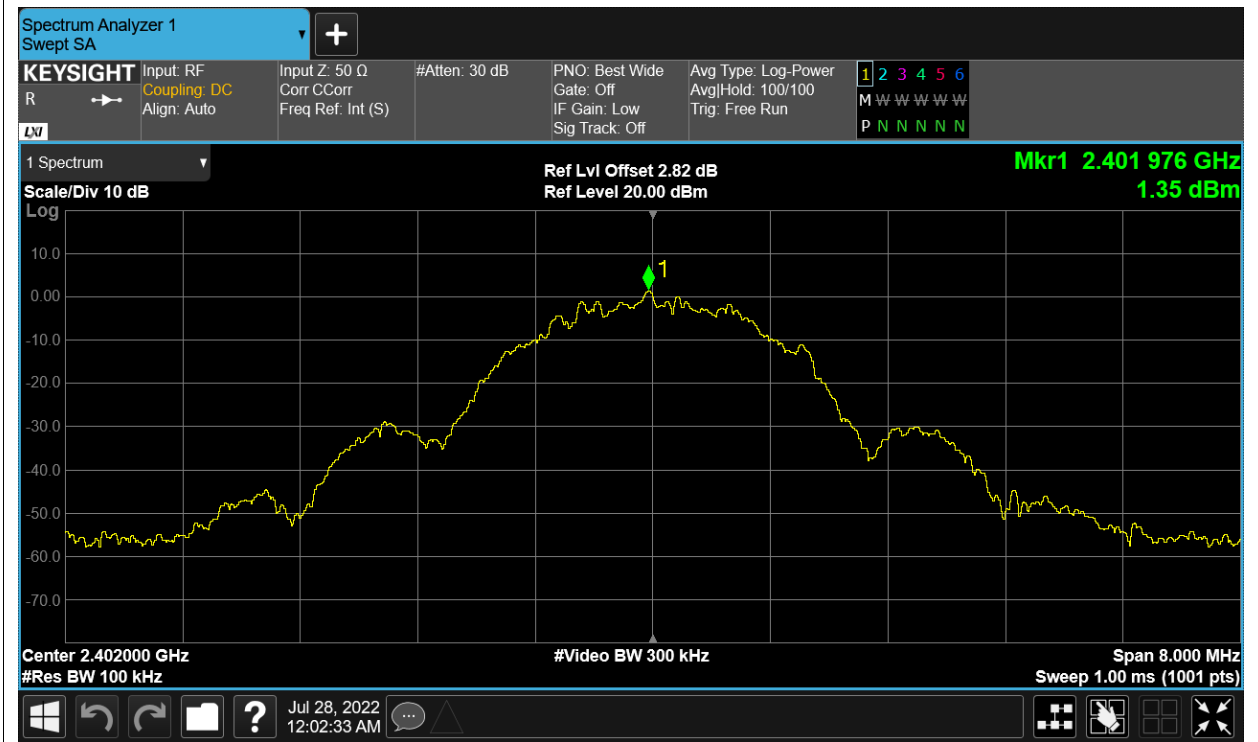 Spectrum Analyzer 1
Swept SA
+
KEYSIGHT
R
LXI
Input: RF
Coupling: DC
Align: Auto
Input Z: 50 Ω
Corr CCorr
Freq Ref: Int (S)
#Atten: 30 dB
PNO: Best Wide
Gate: Off
IF Gain: Low
Sig Track: Off
Avg Type: Log-Power
Avg|Hold: 100/100
Trig: Free Run
1 2 3 4 5 6
M W W W W W
P N N N N N
1 Spectrum
Scale/Div 10 dB
Log
Ref Lvl Offset 2.82 dB
Ref Level 20.00 dBm
Mkr1 2.401 976 GHz
1.35 dBm
1
10.0
0.00
-10.0
-20.0
-30.0
-40.0
-50.0
-60.0
-70.0
Center 2.402000 GHz
#Res BW 100 kHz
#Video BW 300 kHz
Span 8.000 MHz
Sweep 1.00 ms (1001 pts)
?
Jul 28, 2022
12:02:33 AM